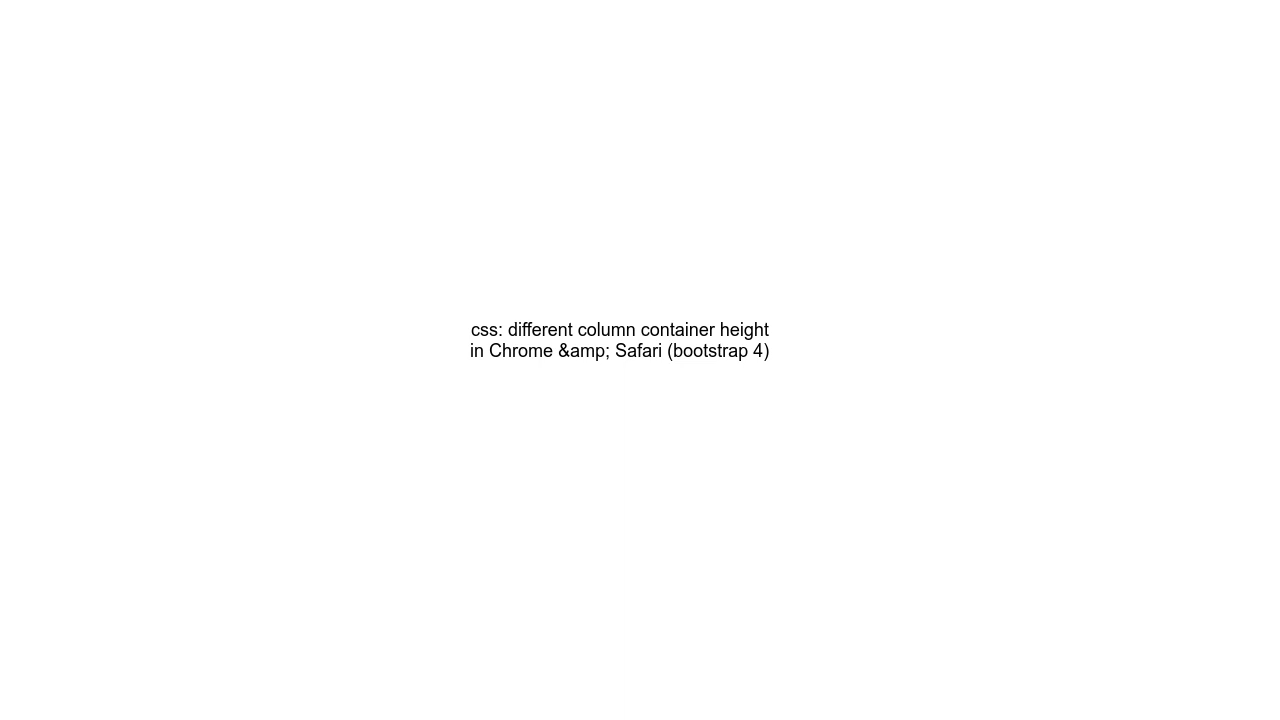 css: different column container height
in Chrome &amp; Safari (bootstrap 4)